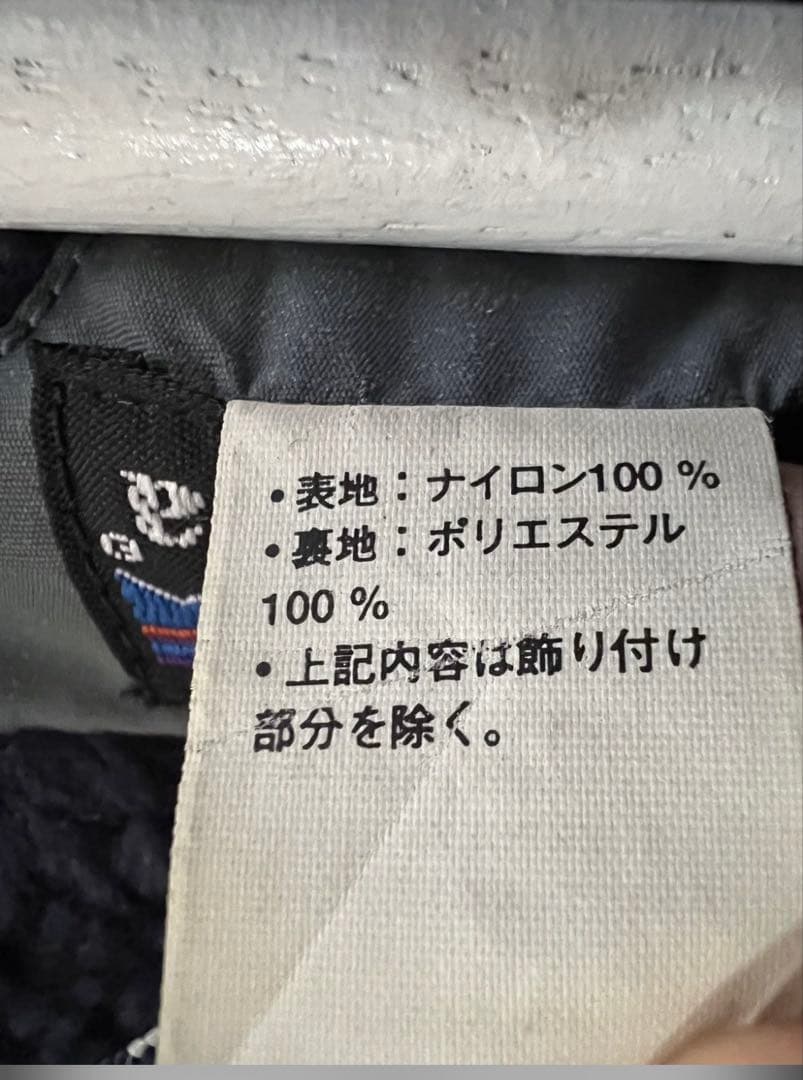 ・表地：ナイロン100 %
・裏地：ポリエステル
100 %
・上記内容は飾り付け
部分を除く。